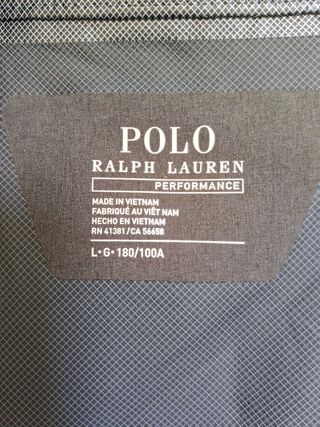 POLO
RALPH LAUREN
PERFORMANCE
MADE IN VIETNAM
FABRIQUÉ AU VIÊT NAM
HECHO EN VIETNAM
RN 41381 / CA 56658
L•G•180/100A